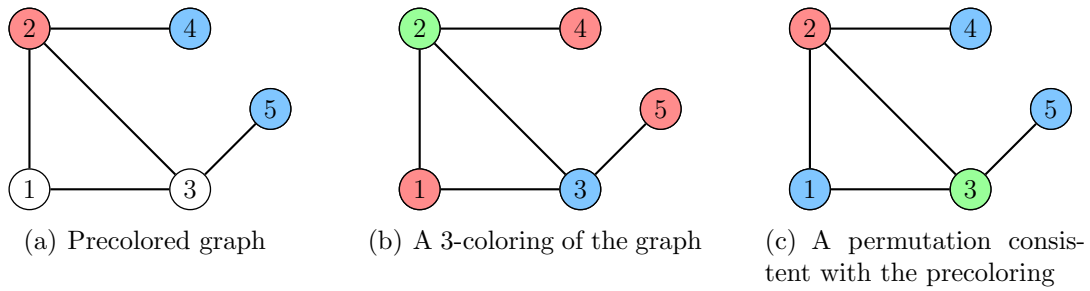 2 4 5 1 3
(a) Precolored graph
2 4 5 1 3
(b) A 3-coloring of the graph
2 4 5 1 3
(c) A permutation consis-
tent with the precoloring